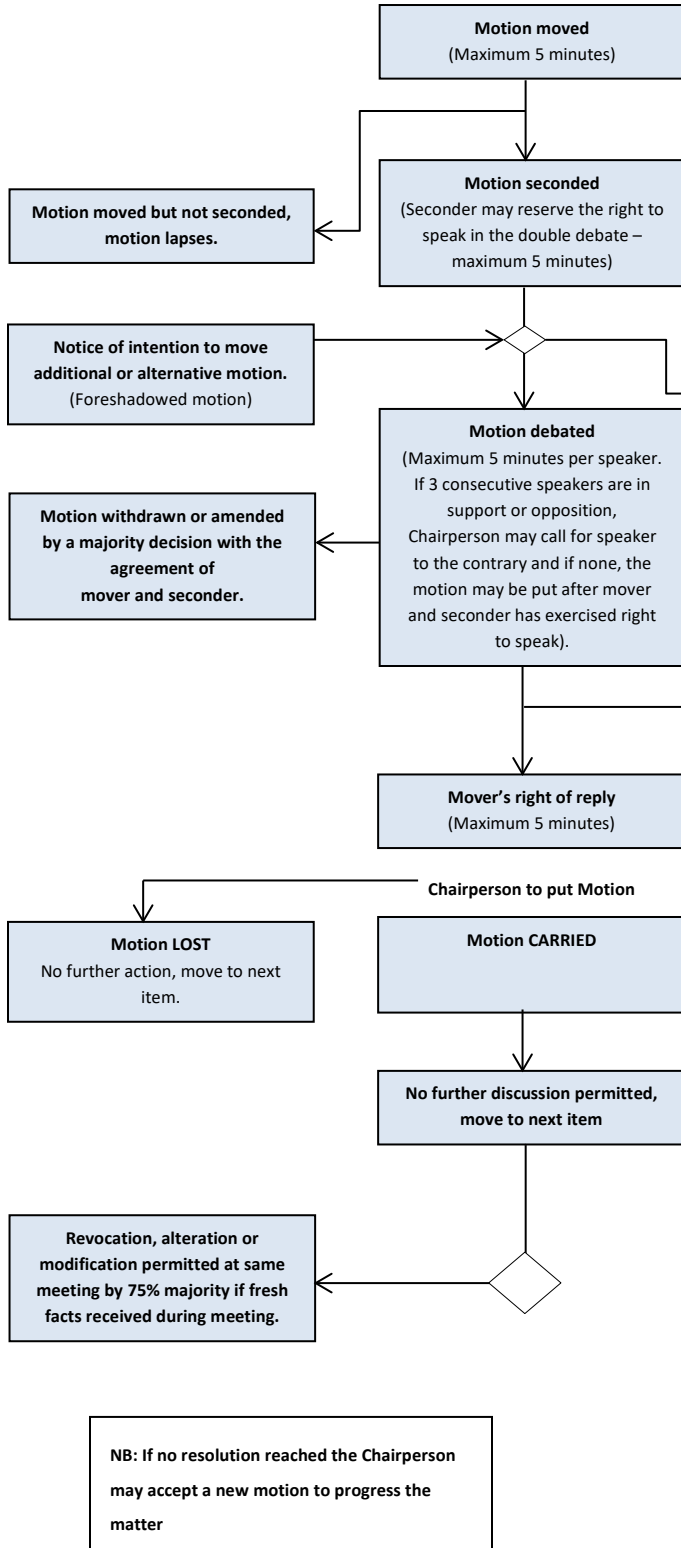 Motion moved
(Maximum 5 minutes)
Motion seconded
(Seconder may reserve the right to
speak in the double debate –
maximum 5 minutes)
Motion moved but not seconded,
motion lapses.
Notice of intention to move
additional or alternative motion.
(Foreshadowed motion)
Motion debated
(Maximum 5 minutes per speaker.
If 3 consecutive speakers are in
support or opposition,
Chairperson may call for speaker
to the contrary and if none, the
motion may be put after mover
and seconder has exercised right
to speak).
Motion withdrawn or amended
by a majority decision with the
agreement of
mover and seconder.
Mover’s right of reply
(Maximum 5 minutes)
Chairperson to put Motion
Motion LOST
No further action, move to next
item.
Motion CARRIED
No further discussion permitted,
move to next item
Revocation, alteration or
modification permitted at same
meeting by 75% majority if fresh
facts received during meeting.
NB: If no resolution reached the Chairperson
may accept a new motion to progress the
matter